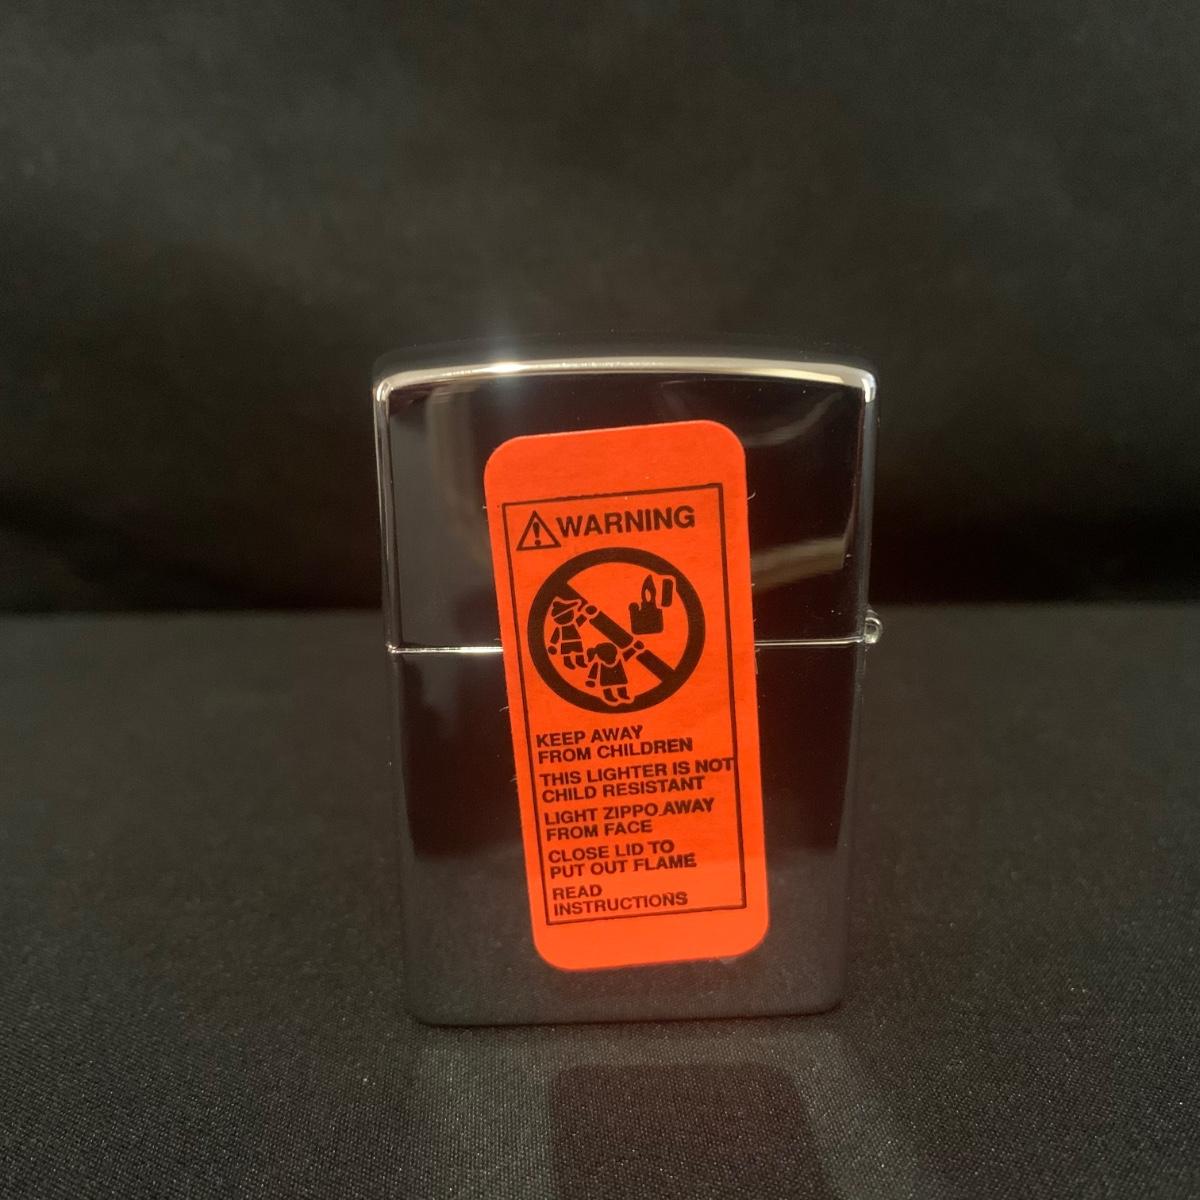 WARNING
KEEP AWAY
FROM CHILDREN
THIS LIGHTER IS NOT
CHILD RESISTANT
LIGHT ZIPPO AWAY
FROM FACE
CLOSE LID TO
PUT OUT FLAME
READ
INSTRUCTIONS